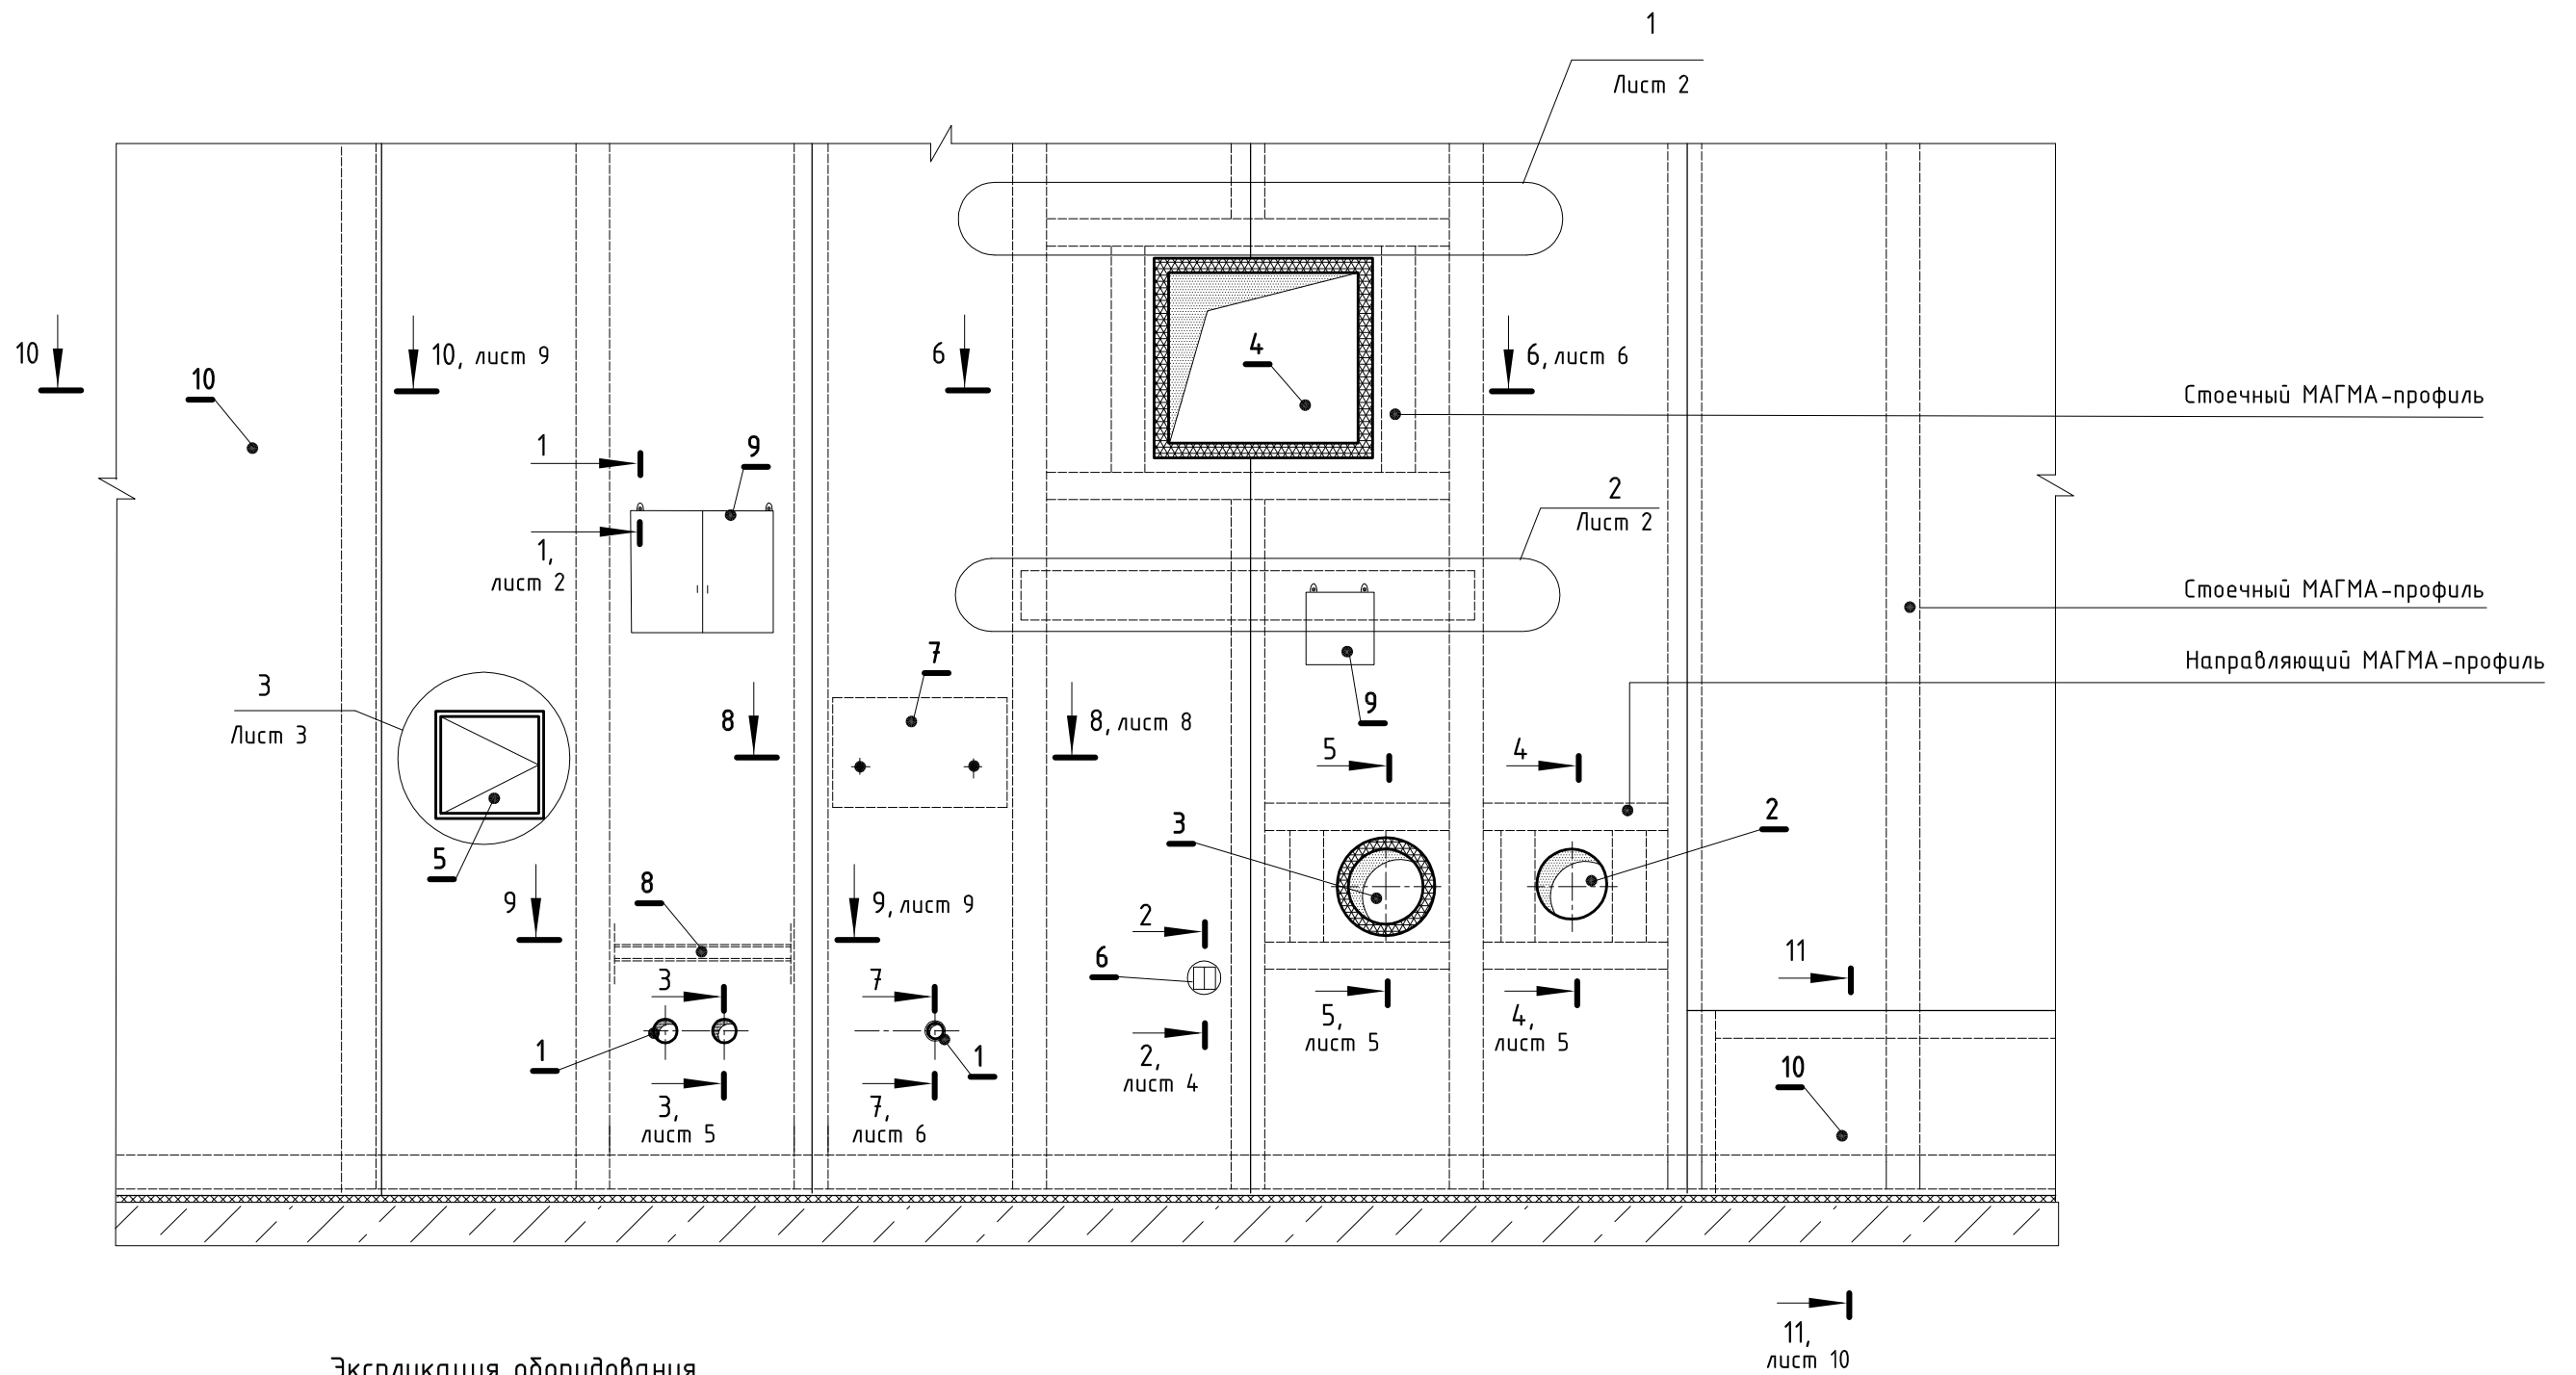 1
Лист 2
10
10, лист 9
6
4
6, лист 6
10
Стоечный МАГМА-профиль
1
9
2
Лист 2
1,
лист 2
Стоечный МАГМА-профиль
7
Направляющий МАГМА-профиль
3
Лист 3
9
8
8, лист 8
5
4
3
2
5
8
9
9, лист 9
2
6
11
3
7
5,
лист 5
4,
лист 5
1
1
2,
лист 4
10
3,
лист 5
7,
лист 6
11,
лист 10
Экспликация оборудования